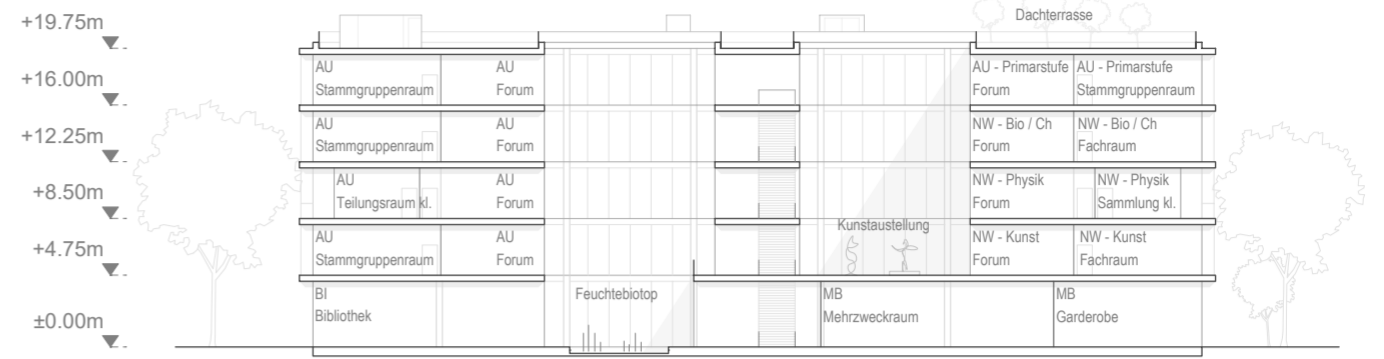 +19.75m
Dachterrasse
+16.00m
AU
Stammgruppenraum
AU
Forum
AU - Primarstufe
Forum
AU - Primarstufe
Stammgruppenraum
+12.25m
AU
Stammgruppenraum
AU
Forum
NW - Bio / Ch
Forum
NW - Bio / Ch
Fachraum
+8.50m
AU
Teilungsraum kl.
AU
Forum
NW - Physik
Forum
NW - Physik
Sammlung kl.
+4.75m
AU
Stammgruppenraum
AU
Forum
Kunstaustellung
NW - Kunst
Forum
NW - Kunst
Fachraum
±0.00m
BI
Bibliothek
Feuchtebiotop
MB
Mehrzweckraum
MB
Garderobe